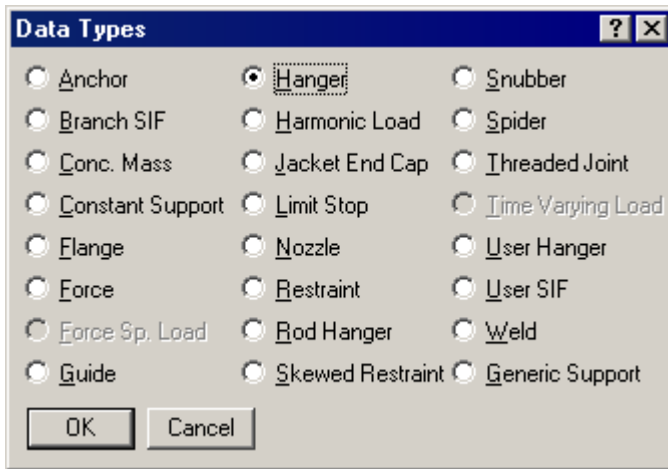 Data Types ? X
Anchor Hanger Snubber
Branch SIF Harmonic Load Spider
Conc. Mass Jacket End Cap Threaded Joint
Constant Support Limit Stop Time Varying Load
Flange Nozzle User Hanger
Force Restraint User SIF
Force Sp. Load Rod Hanger Weld
Guide Skewed Restraint Generic Support
OK Cancel